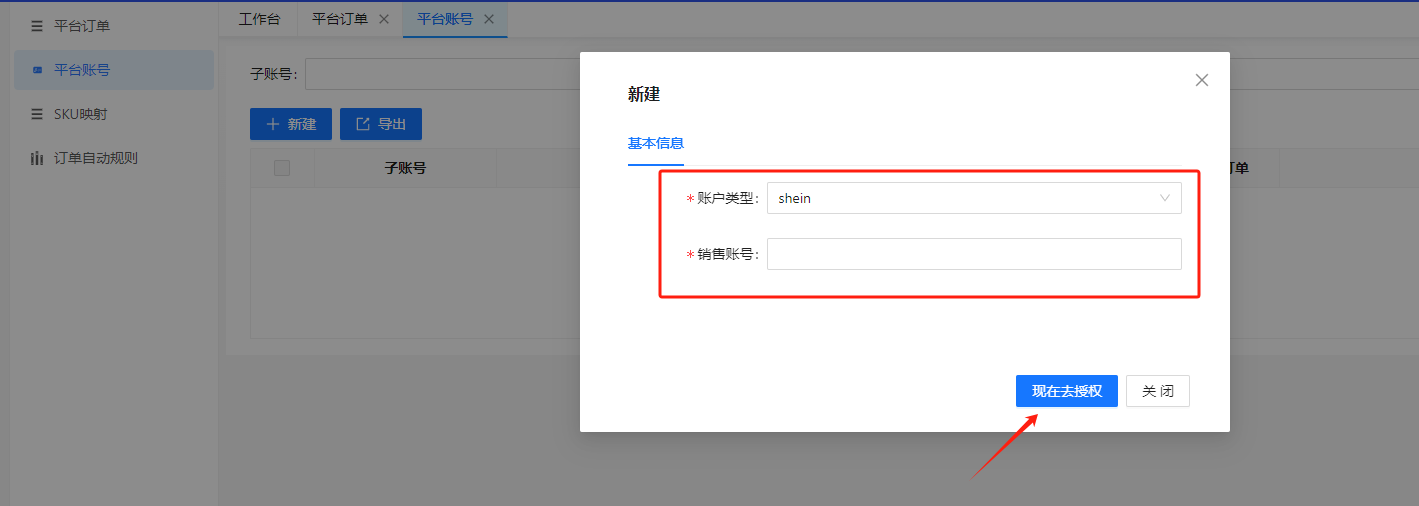 平台订单
平台账号
SKU映射
订单自动规则
工作台 平台订单 平台账号
子账号:
新建 导出
子账号
订单
新建
基本信息
* 账户类型: shein
* 销售账号:
现在去授权 关闭